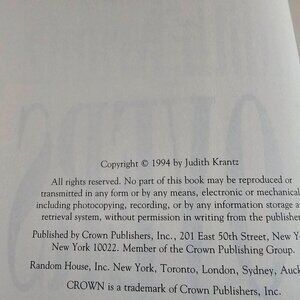 Copyright © 1994 by Judith Krantz
All rights reserved. No part of this book may be reproduced or
transmitted in any form or by any means, electronic or mechanical
including photocopying, recording, or by any information storage a
retrieval system, without permission in writing from the publisher
Published by Crown Publishers, Inc., 201 East 50th Street, New Y
New York 10022. Member of the Crown Publishing Group.
Random House, Inc. New York, Toronto, London, Sydney, Auck
CROWN is a trademark of Crown Publishers, Inc.